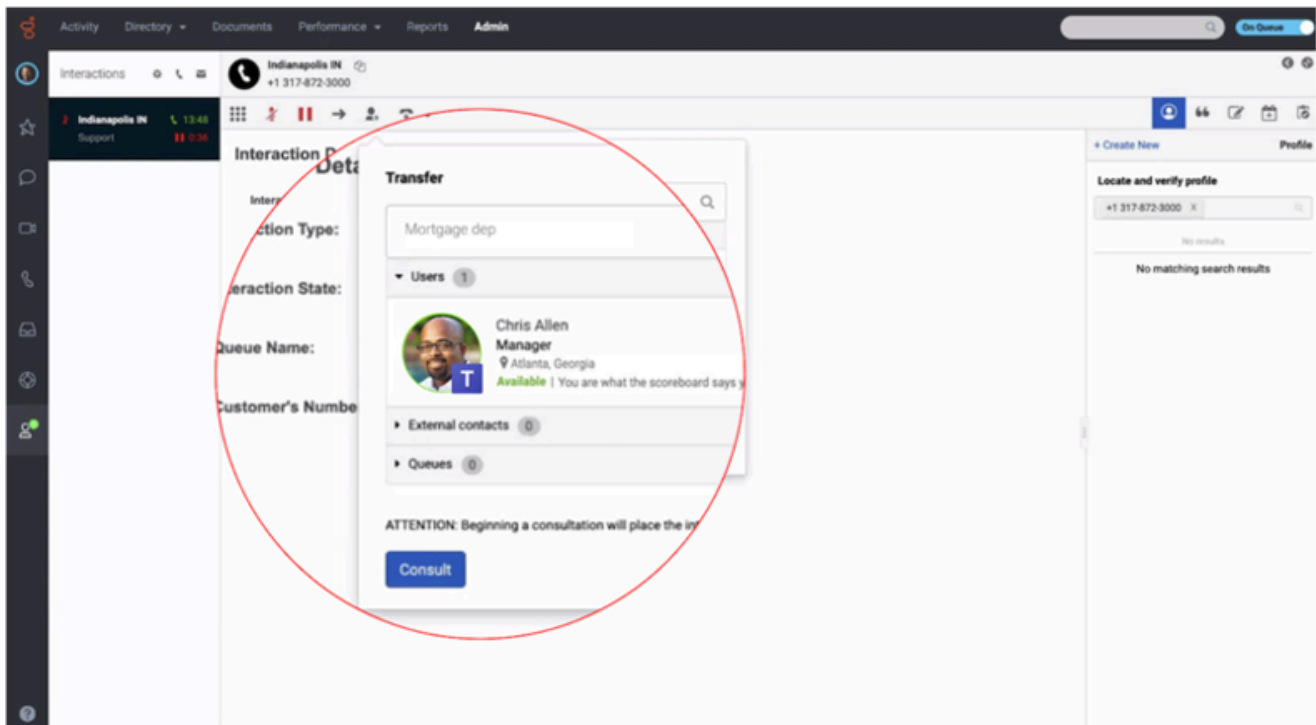 Activity Directory Documents Performance Reports Admin
On Queue
Interactions
Indianapolis IN
+1 317-872-3000
2 Indianapolis IN 13:48
Support 0:36
+ Create New Profile
Locate and verify profile
+1 317-872-3000 X
No results
No matching search results
Interaction D
Deta
Intera
ction Type:
teraction State:
Queue Name:
Customer's Numbe
Transfer
Mortgage dep
Users 1
Chris Allen
Manager
Atlanta, Georgia
Available | You are what the scoreboard says y
T
External contacts 0
Queues 0
ATTENTION: Beginning a consultation will place the int
Consult